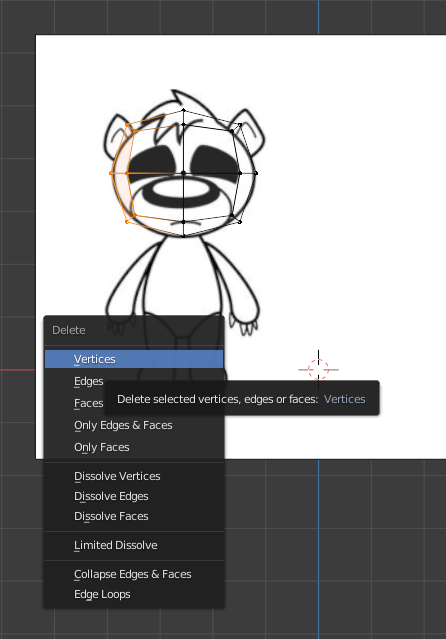 Delete
Vertices
Edges
Faces
Delete selected vertices, edges or faces: Vertices
Only Edges & Faces
Only Faces
Dissolve Vertices
Dissolve Edges
Dissolve Faces
Limited Dissolve
Collapse Edges & Faces
Edge Loops